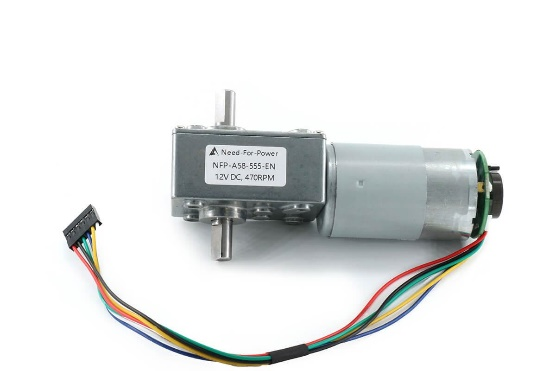 Need-For-Power
NFP-A58-555-EN
12V DC, 470RPM